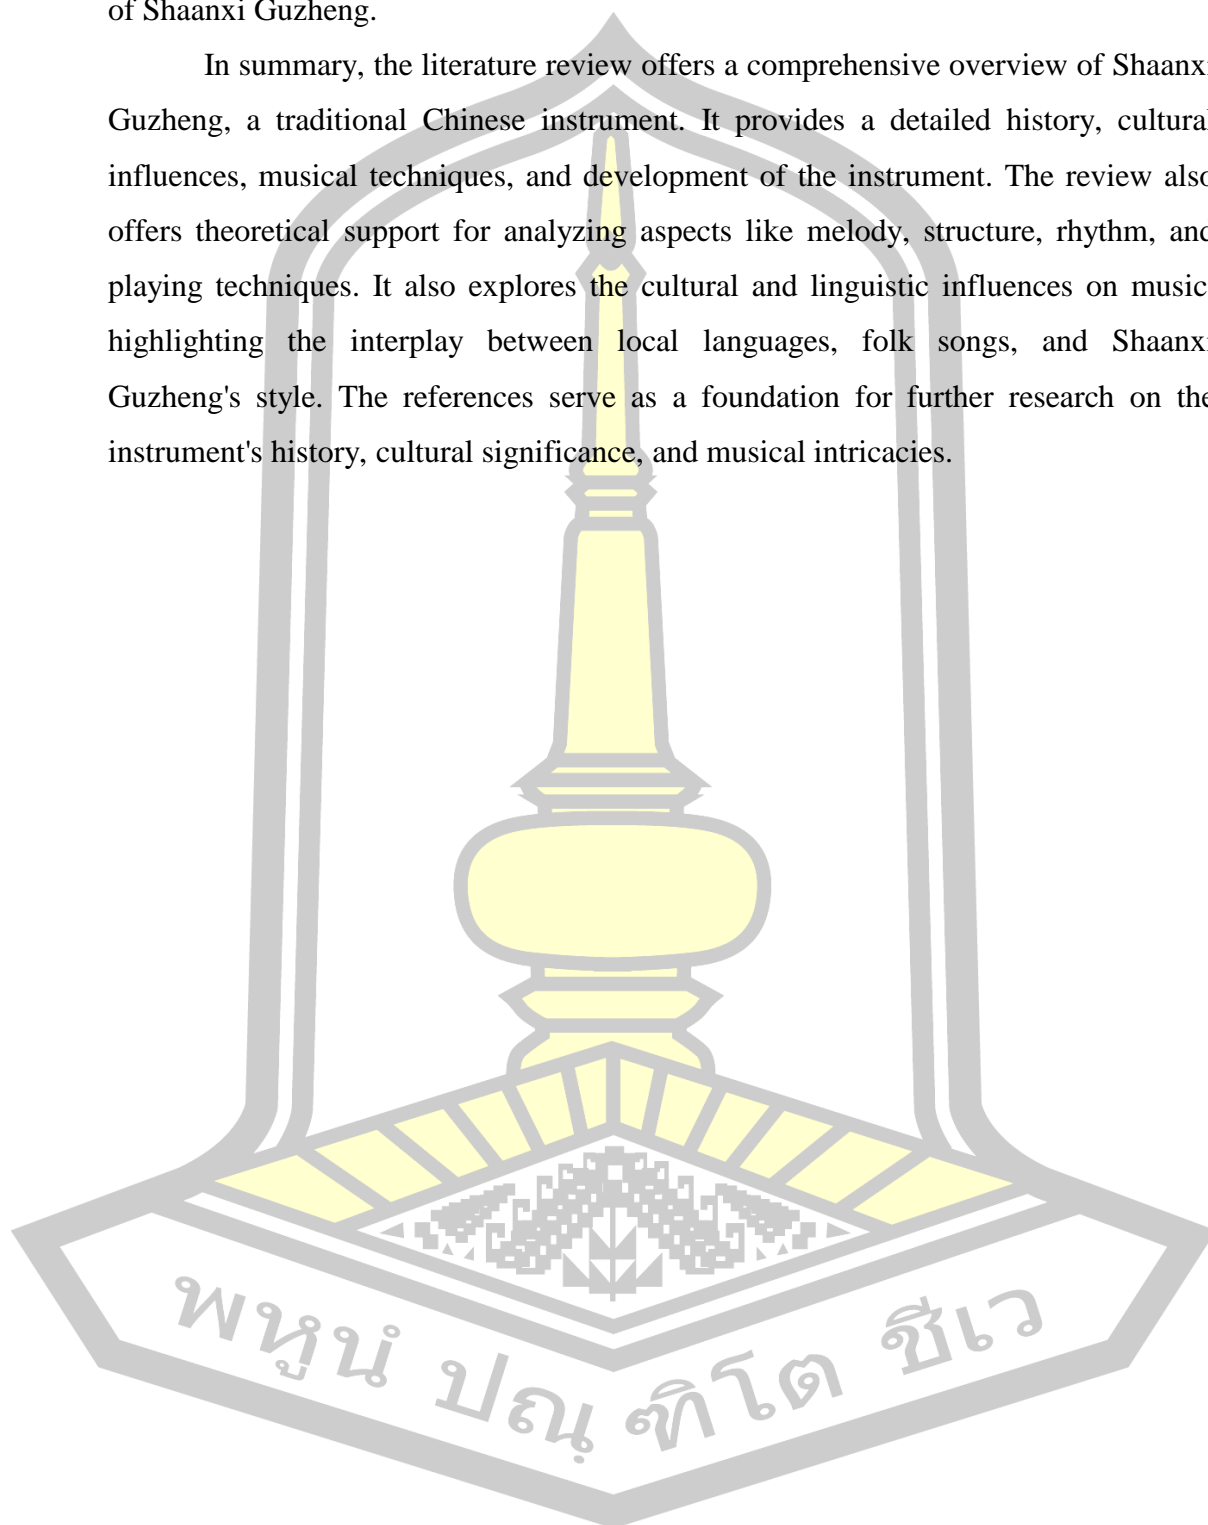 of Shaanxi Guzheng.
In summary, the literature review offers a comprehensive overview of Shaanxi
Guzheng, a traditional Chinese instrument. It provides a detailed history, cultural
influences, musical techniques, and development of the instrument. The review also
offers theoretical support for analyzing aspects like melody, structure, rhythm, and
playing techniques. It also explores the cultural and linguistic influences on music
highlighting the interplay between local languages, folk songs, and Shaanxi
Guzheng's style. The references serve as a foundation for further research on the
instrument's history, cultural significance, and musical intricacies.
พหูนํ ปณฺฑิโต ชีเว